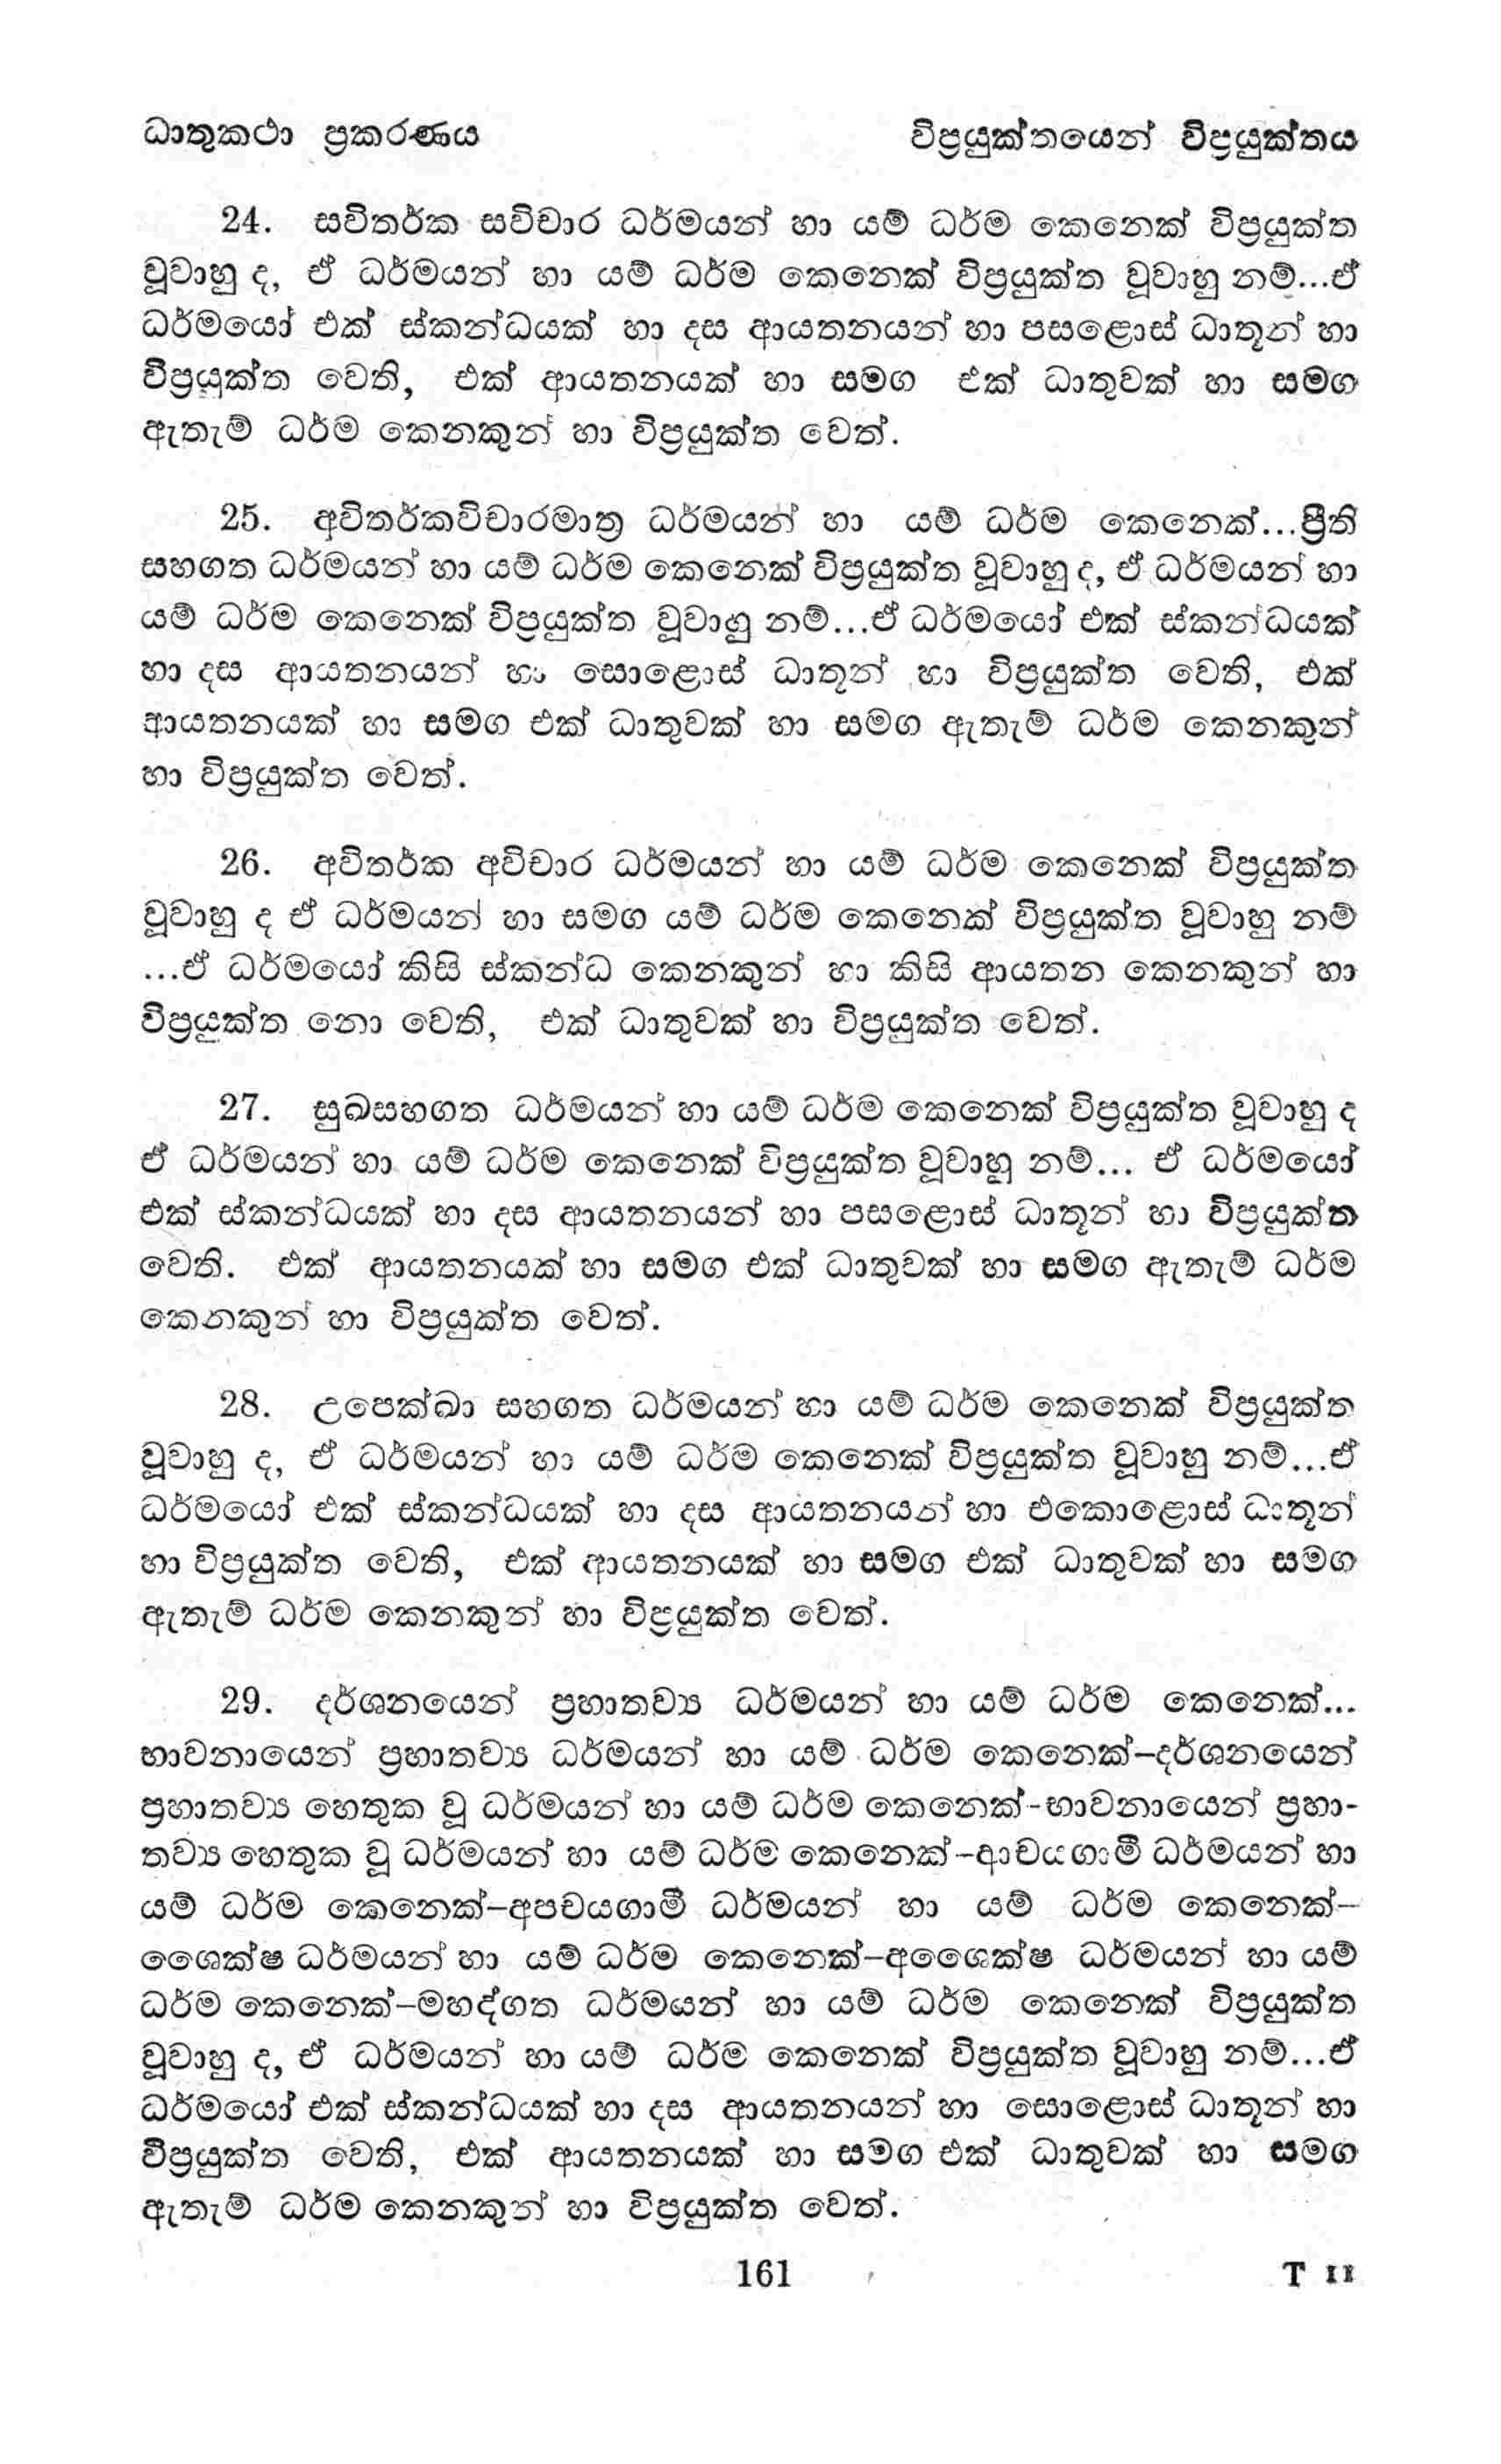 ධාතුකථා ප්‍රකරණය විප්‍රයුක්තයෙන් විප්‍රයුක්තය
24. සවිතර්ක සවිචාර ධර්මයන් හා යම් ධර්ම කෙනෙක් විප්‍රයුක්ත
වූවාහු ද, ඒ ධර්මයන් හා යම් ධර්ම කෙනෙක් විප්‍රයුක්ත වූවාහු නම්...ඒ
ධර්මයෝ එක් ස්කන්ධයක් හා දස ආයතනයන් හා පසළොස් ධාතූන් හා
විප්‍රයුක්ත වෙති, එක් ආයතනයක් හා සමග එක් ධාතුවක් හා සමග
ඇතැම් ධර්ම කෙනකුන් හා විප්‍රයුක්ත වෙත්.
25. අවිතර්කවිචාරමාත්‍ර ධර්මයන් හා යම් ධර්ම කෙනෙක්...ප්‍රීති
සහගත ධර්මයන් හා යම් ධර්ම කෙනෙක් විප්‍රයුක්ත වූවාහු ද, ඒ ධර්මයන් හා
යම් ධර්ම කෙනෙක් විප්‍රයුක්ත වූවාහු නම්...ඒ ධර්මයෝ එක් ස්කන්ධයක්
හා දස ආයතනයන් හා සොළොස් ධාතූන් හා විප්‍රයුක්ත වෙති, එක්
ආයතනයක් හා සමග එක් ධාතුවක් හා සමග ඇතැම් ධර්ම කෙනකුන්
හා විප්‍රයුක්ත වෙත්.
26. අවිතර්ක අවිචාර ධර්මයන් හා යම් ධර්ම කෙනෙක් විප්‍රයුක්ත
වූවාහු ද ඒ ධර්මයන් හා සමග යම් ධර්ම කෙනෙක් විප්‍රයුක්ත වූවාහු නම්
...ඒ ධර්මයෝ කිසි ස්කන්ධ කෙනකුන් හා කිසි ආයතන කෙනකුන් හා
විප්‍රයුක්ත නො වෙති, එක් ධාතුවක් හා විප්‍රයුක්ත වෙත්.
27. සුඛසහගත ධර්මයන් හා යම් ධර්ම කෙනෙක් විප්‍රයුක්ත වූවාහු ද
ඒ ධර්මයන් හා යම් ධර්ම කෙනෙක් විප්‍රයුක්ත වූවාහු නම්... ඒ ධර්මයෝ
එක් ස්කන්ධයක් හා දස ආයතනයන් හා පසළොස් ධාතූන් හා විප්‍රයුක්ත
වෙති. එක් ආයතනයක් හා සමග එක් ධාතුවක් හා සමග ඇතැම් ධර්ම
කෙනකුන් හා විප්‍රයුක්ත වෙත්.
28. උපෙක්ඛා සහගත ධර්මයන් හා යම් ධර්ම කෙනෙක් විප්‍රයුක්ත
වූවාහු ද, ඒ ධර්මයන් හා යම් ධර්ම කෙනෙක් විප්‍රයුක්ත වූවාහු නම්...ඒ
ධර්මයෝ එක් ස්කන්ධයක් හා දස ආයතනයන් හා එකොළොස් ධාතූන්
හා විප්‍රයුක්ත වෙති, එක් ආයතනයක් හා සමග එක් ධාතුවක් හා සමග
ඇතැම් ධර්ම කෙනකුන් හා විප්‍රයුක්ත වෙත්.
29. දර්ශනයෙන් ප්‍රහාතව්‍ය ධර්මයන් හා යම් ධර්ම කෙනෙක්...
භාවනායෙන් ප්‍රහාතව්‍ය ධර්මයන් හා යම් ධර්ම කෙනෙක්–දර්ශනයෙන්
ප්‍රහාතව්‍ය හෙතුක වූ ධර්මයන් හා යම් ධර්ම කෙනෙක්-භාවනායෙන් ප්‍රහා-
තව්‍ය හෙතුක වූ ධර්මයන් හා යම් ධර්ම කෙනෙක්–ආචයගාමී ධර්මයන් හා
යම් ධර්ම කෙනෙක්–අපචයගාමී ධර්මයන් හා යම් ධර්ම කෙනෙක්–
ශෛක්ෂ ධර්මයන් හා යම් ධර්ම කෙනෙක්–අශෛක්ෂ ධර්මයන් හා යම්
ධර්ම කෙනෙක්–මහද්ගත ධර්මයන් හා යම් ධර්ම කෙනෙක් විප්‍රයුක්ත
වූවාහු ද, ඒ ධර්මයන් හා යම් ධර්ම කෙනෙක් විප්‍රයුක්ත වූවාහු නම්...ඒ
ධර්මයෝ එක් ස්කන්ධයක් හා දස ආයතනයන් හා සොළොස් ධාතූන් හා
විප්‍රයුක්ත වෙති, එක් ආයතනයක් හා සමග එක් ධාතුවක් හා සමග
ඇතැම් ධර්ම කෙනකුන් හා විප්‍රයුක්ත වෙත්.
161 T II